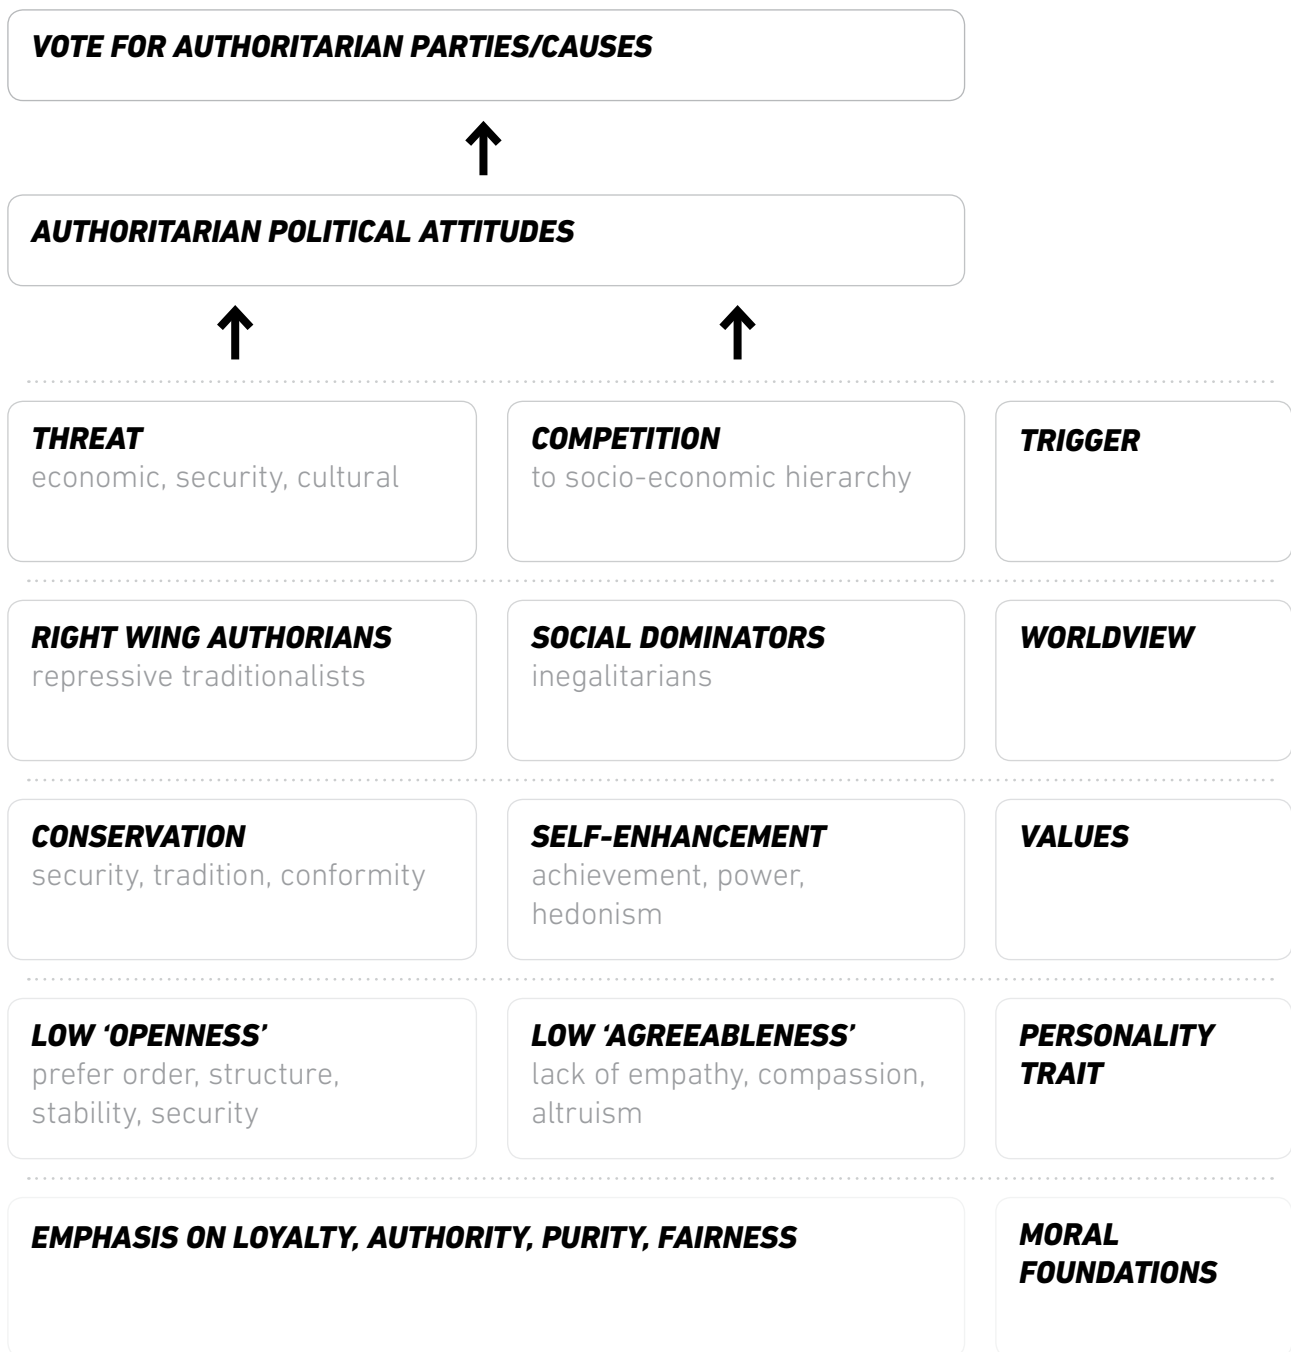 VOTE FOR AUTHORITARIAN PARTIES/CAUSES
AUTHORITARIAN POLITICAL ATTITUDES
THREAT
economic, security, cultural
COMPETITION
to socio-economic hierarchy
TRIGGER
RIGHT WING AUTHORIANS
repressive traditionalists
SOCIAL DOMINATORS
inegalitarians
WORLDVIEW
CONSERVATION
security, tradition, conformity
SELF-ENHANCEMENT
achievement, power,
hedonism
VALUES
LOW ‘OPENNESS’
prefer order, structure,
stability, security
LOW ‘AGREEABLENESS’
lack of empathy, compassion,
altruism
PERSONALITY
TRAIT
EMPHASIS ON LOYALTY, AUTHORITY, PURITY, FAIRNESS
MORAL
FOUNDATIONS